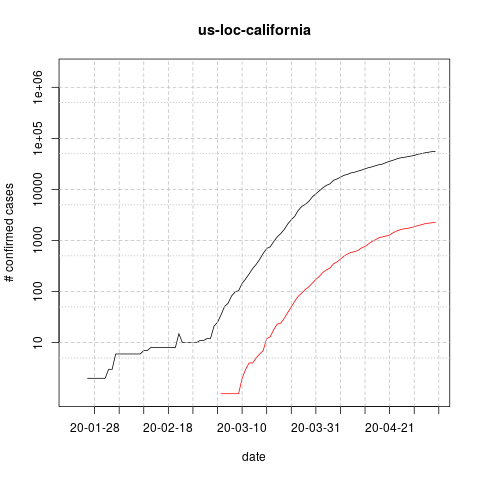 us-loc-california
# confirmed cases
1e+06
1e+05
10000
1000
100
10
20-01-28 20-02-18 20-03-10 20-03-31 20-04-21
date